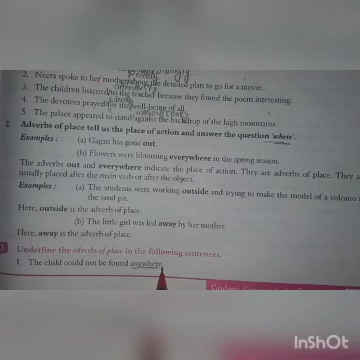 2. Neera spoke to her mother about the detailed plan to go for a movie.
3. The children listened to the teacher because they found the poem interesting.
4. The devotees prayed for the well-being of all.
5. The palace appeared to stand against the backdrop of the high mountains.
2. Adverbs of place tell us the place of action and answer the question 'where'.
Examples : (a) Gagan has gone out.
(b) Flowers were blooming everywhere in the spring season.
The adverbs out and everywhere indicate the place of action. They are adverbs of place. They a
usually placed after the main verb or after the object.
Examples : (a) The students were working outside and trying to make the model of a volcano
the sand pit.
Here, outside is the adverb of place.
(b) The little girl was led away by her mother.
Here, away is the adverb of place.
Underline the adverbs of place in the following sentences.
1. The child could not be found anywhere.
InShOt